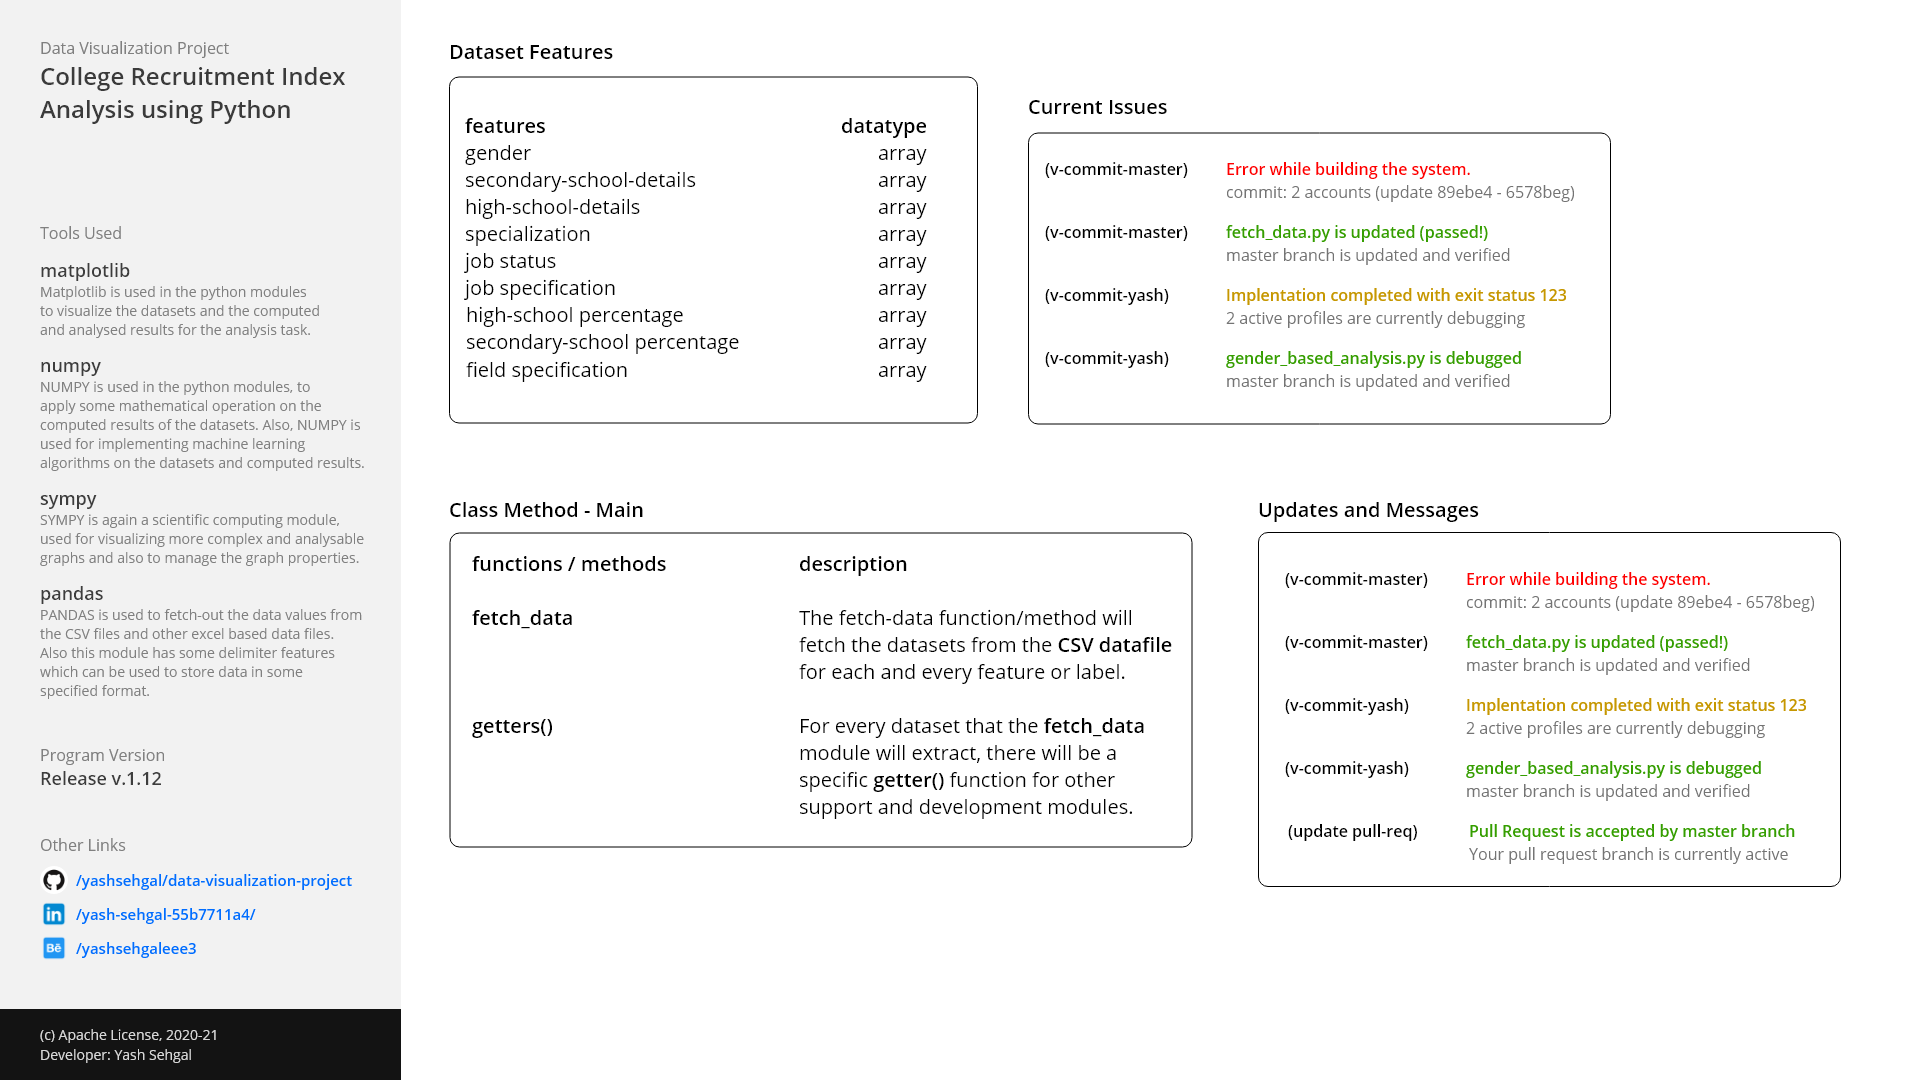 Data Visualization Project
College Recruitment Index
Analysis using Python
Tools Used
matplotlib
Matplotlib is used in the python modules
to visualize the datasets and the computed
and analysed results for the analysis task.
numpy
NUMPY is used in the python modules, to
apply some mathematical operation on the
computed results of the datasets. Also, NUMPY is
used for implementing machine learning
algorithms on the datasets and computed results.
sympy
SYMPY is again a scientific computing module,
used for visualizing more complex and analysable
graphs and also to manage the graph properties.
pandas
PANDAS is used to fetch-out the data values from
the CSV files and other excel based data files.
Also this module has some delimiter features
which can be used to store data in some
specified format.
Program Version
Release v.1.12
Other Links
/yashsehgal/data-visualization-project
in /yash-sehgal-55b7711a4/
Bē /yashsehgaleee3
(c) Apache License, 2020-21
Developer: Yash Sehgal
Dataset Features
features datatype
gender array
secondary-school-details array
high-school-details array
specialization array
job status array
job specification array
high-school percentage array
secondary-school percentage array
field specification array
Current Issues
(v-commit-master) Error while building the system.
commit: 2 accounts (update 89ebe4 - 6578beg)
(v-commit-master) fetch_data.py is updated (passed!)
master branch is updated and verified
(v-commit-yash) Implentation completed with exit status 123
2 active profiles are currently debugging
(v-commit-yash) gender_based_analysis.py is debugged
master branch is updated and verified
Class Method - Main
functions / methods description
fetch_data The fetch-data function/method will
fetch the datasets from the CSV datafile
for each and every feature or label.
getters() For every dataset that the fetch_data
module will extract, there will be a
specific getter() function for other
support and development modules.
Updates and Messages
(v-commit-master) Error while building the system.
commit: 2 accounts (update 89ebe4 - 6578beg)
(v-commit-master) fetch_data.py is updated (passed!)
master branch is updated and verified
(v-commit-yash) Implentation completed with exit status 123
2 active profiles are currently debugging
(v-commit-yash) gender_based_analysis.py is debugged
master branch is updated and verified
(update pull-req) Pull Request is accepted by master branch
Your pull request branch is currently active